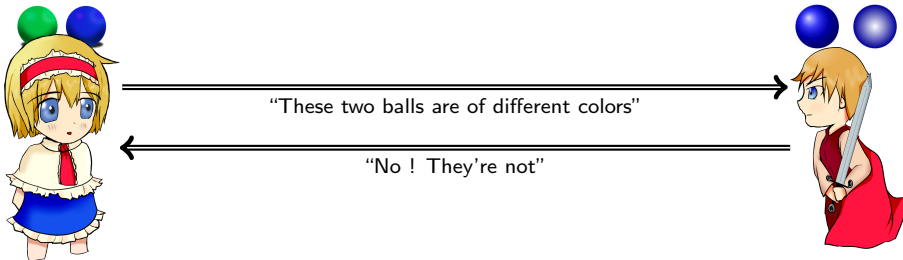 “These two balls are of different colors”
“No ! They're not”